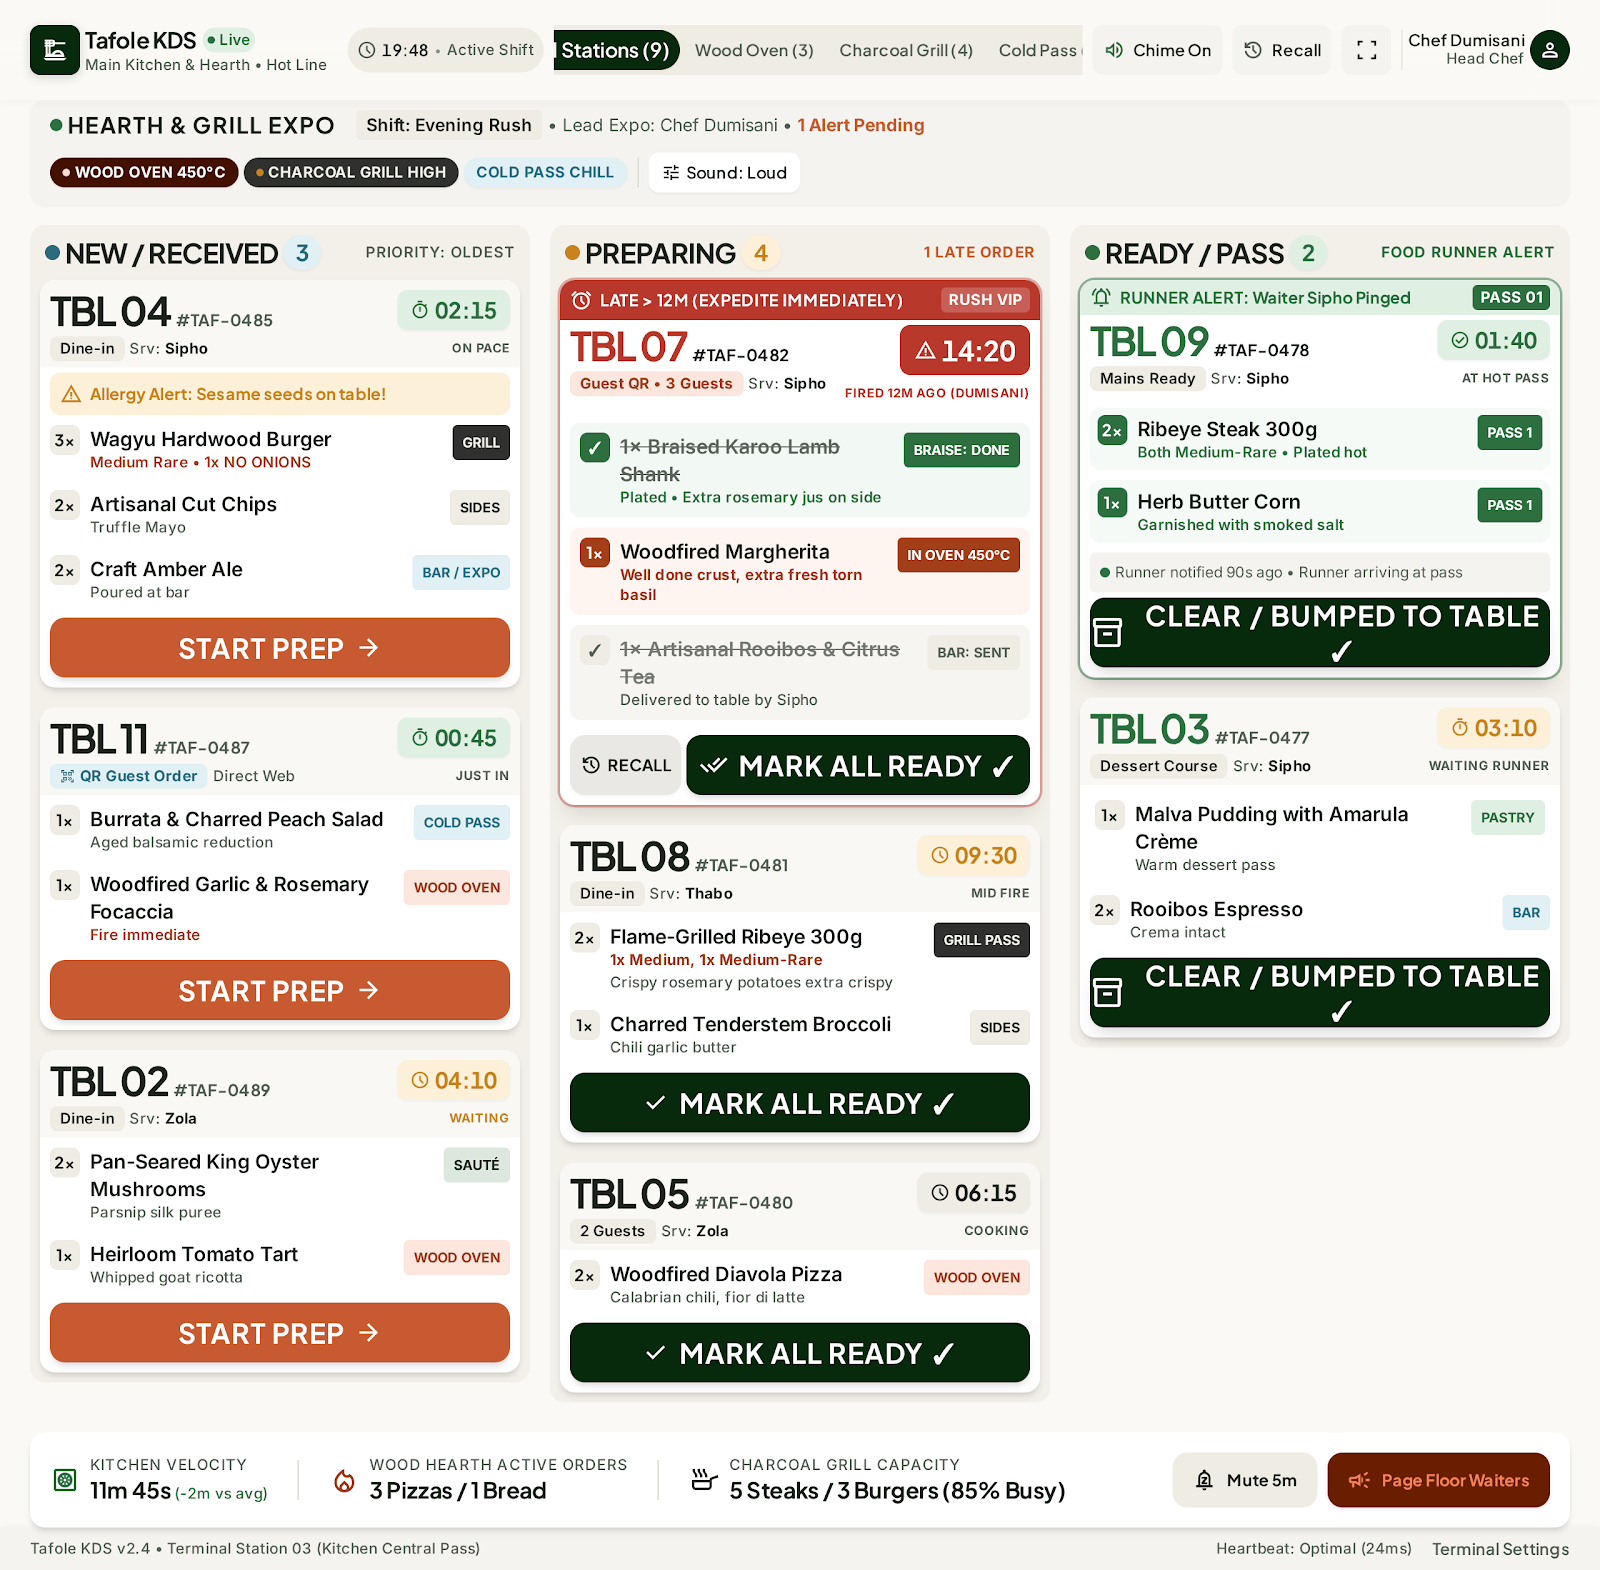 Tafole KDS • Live
Main Kitchen & Hearth • Hot Line
19:48 • Active Shift
Stations (9)
Wood Oven (3)
Charcoal Grill (4)
Cold Pass
Chime On
Recall
Chef Dumisani
Head Chef
HEARTH & GRILL EXPO
Shift: Evening Rush • Lead Expo: Chef Dumisani • 1 Alert Pending
• WOOD OVEN 450°C
• CHARCOAL GRILL HIGH
COLD PASS CHILL
Sound: Loud
NEW / RECEIVED 3
PRIORITY: OLDEST
TBL 04 #TAF-0485
02:15
Dine-in Srv: Sipho
ON PACE
Allergy Alert: Sesame seeds on table!
3× Wagyu Hardwood Burger
GRILL
Medium Rare • 1x NO ONIONS
2× Artisanal Cut Chips
SIDES
Truffle Mayo
2× Craft Amber Ale
BAR / EXPO
Poured at bar
START PREP →
TBL 11 #TAF-0487
00:45
QR Guest Order Direct Web
JUST IN
1× Burrata & Charred Peach Salad
COLD PASS
Aged balsamic reduction
1× Woodfired Garlic & Rosemary
Focaccia
WOOD OVEN
Fire immediate
START PREP →
TBL 02 #TAF-0489
04:10
Dine-in Srv: Zola
WAITING
2× Pan-Seared King Oyster
Mushrooms
SAUTÉ
Parsnip silk puree
1× Heirloom Tomato Tart
WOOD OVEN
Whipped goat ricotta
START PREP →
PREPARING 4
1 LATE ORDER
LATE > 12M (EXPEDITE IMMEDIATELY)
RUSH VIP
TBL 07 #TAF-0482
14:20
Guest QR • 3 Guests Srv: Sipho
FIRED 12M AGO (DUMISANI)
✓ 1× Braised Karoo Lamb
Shank
BRAISE: DONE
Plated • Extra rosemary jus on side
1× Woodfired Margherita
IN OVEN 450°C
Well done crust, extra fresh torn
basil
✓ 1× Artisanal Rooibos & Citrus
Tea
BAR: SENT
Delivered to table by Sipho
RECALL
MARK ALL READY ✓
TBL 08 #TAF-0481
09:30
Dine-in Srv: Thabo
MID FIRE
2× Flame-Grilled Ribeye 300g
GRILL PASS
1x Medium, 1x Medium-Rare
Crispy rosemary potatoes extra crispy
1× Charred Tenderstem Broccoli
SIDES
Chili garlic butter
MARK ALL READY ✓
TBL 05 #TAF-0480
06:15
2 Guests Srv: Zola
COOKING
2× Woodfired Diavola Pizza
WOOD OVEN
Calabrian chili, fior di latte
MARK ALL READY ✓
READY / PASS 2
FOOD RUNNER ALERT
RUNNER ALERT: Waiter Sipho Pinged
PASS 01
TBL 09 #TAF-0478
01:40
Mains Ready Srv: Sipho
AT HOT PASS
2× Ribeye Steak 300g
PASS 1
Both Medium-Rare • Plated hot
1× Herb Butter Corn
PASS 1
Garnished with smoked salt
• Runner notified 90s ago • Runner arriving at pass
CLEAR / BUMPED TO TABLE
✓
TBL 03 #TAF-0477
03:10
Dessert Course Srv: Sipho
WAITING RUNNER
1× Malva Pudding with Amarula
Crème
PASTRY
Warm dessert pass
2× Rooibos Espresso
BAR
Crema intact
CLEAR / BUMPED TO TABLE
✓
KITCHEN VELOCITY
11m 45s (-2m vs avg)
WOOD HEARTH ACTIVE ORDERS
3 Pizzas / 1 Bread
CHARCOAL GRILL CAPACITY
5 Steaks / 3 Burgers (85% Busy)
Mute 5m
Page Floor Waiters
Tafole KDS v2.4 • Terminal Station 03 (Kitchen Central Pass)
Heartbeat: Optimal (24ms)
Terminal Settings